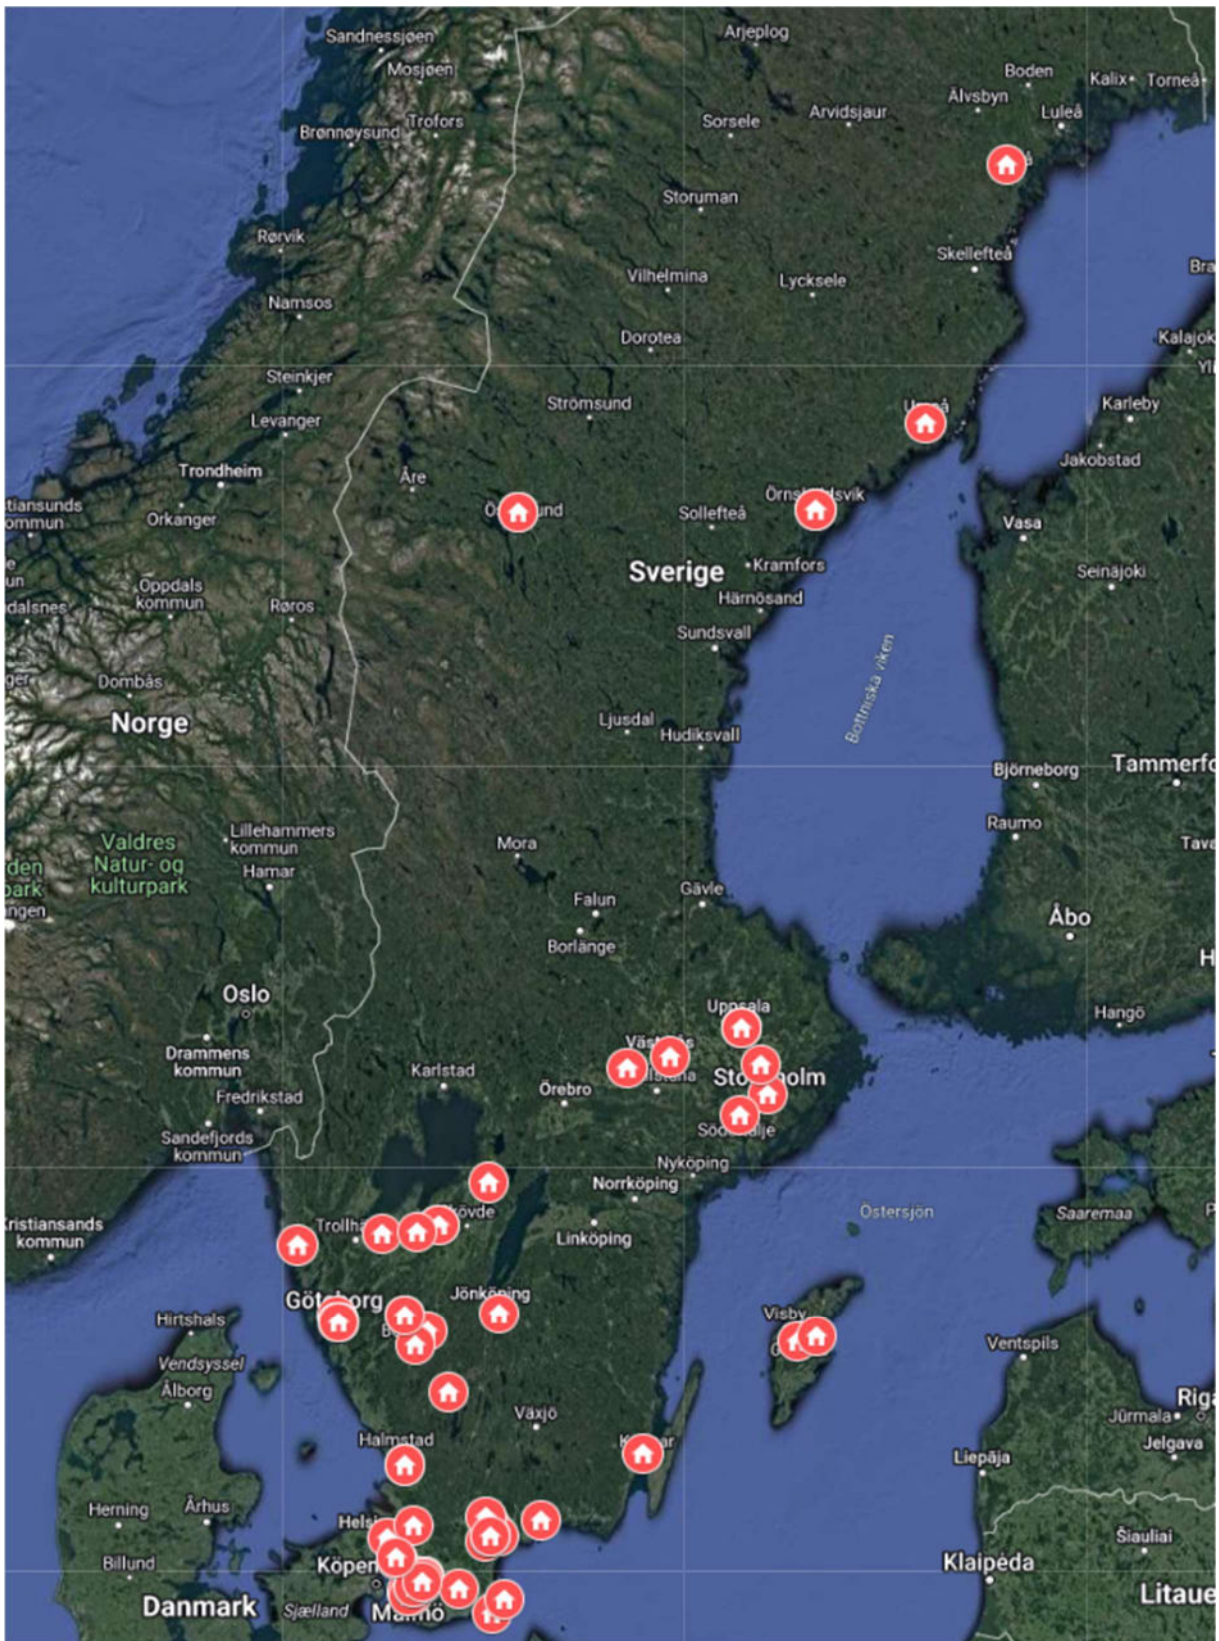 Sandnessjøen
Arjeplog
Mosjøen
Boden
Kalix
Torneå
Älvsbyn
Arvidsjaur
Luleå
Trofors
Sorsele
Brønnøysund
Storuman
Rørvik
Skellefteå
Vilhelmina
Lycksele
Namsos
Dorotea
Steinkjer
Levanger
Strömsund
Karleby
Jakobstad
Trondheim
Åre
Orkanger
Sollefteå
Vasa
Sverige
Kramfors
Seinäjoki
Oppdals
kommun
Røros
Härnösand
Sundsvall
Bottniska viken
Dombås
Norge
Ljusdal
Hudiksvall
Björneborg
Raumo
Lillehammers
kommun
Valdres
Natur- og
kulturpark
Hamar
Mora
Gävle
Falun
Åbo
Borlänge
Oslo
Hangö
Drammens
kommun
Karlstad
Örebro
Fredrikstad
Sandefjords
kommun
Nyköping
Norrköping
Östersjön
Saaremaa
kommun
Linköping
Jönköping
Visby
Hirtshals
Ventspils
Vendsyssel
Ålborg
Växjö
Jūrmala
Halmstad
Jelgava
Liepāja
Herning
Århus
Šiauliai
Billund
Klaipėda
Danmark
Sjælland